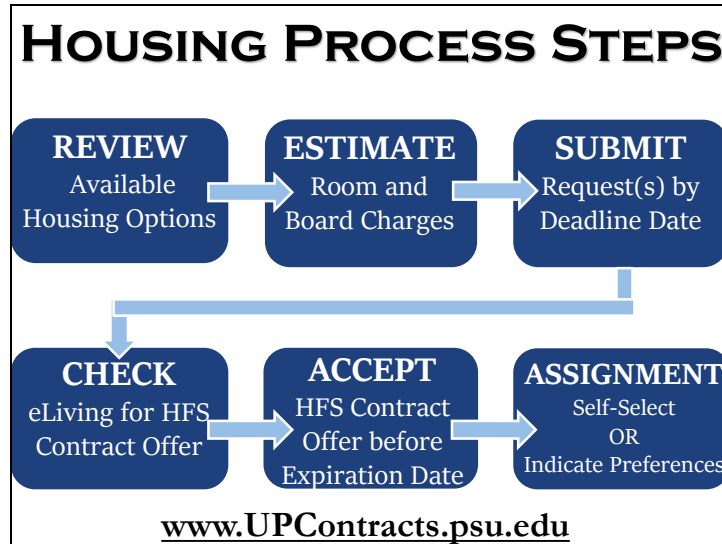 HOUSING PROCESS STEPS
REVIEW
Available
Housing Options
ESTIMATE
Room and
Board Charges
SUBMIT
Request(s) by
Deadline Date
CHECK
eLiving for HFS
Contract Offer
ACCEPT
HFS Contract
Offer before
Expiration Date
ASSIGNMENT
Self-Select
OR
Indicate Preferences
www.UPContracts.psu.edu